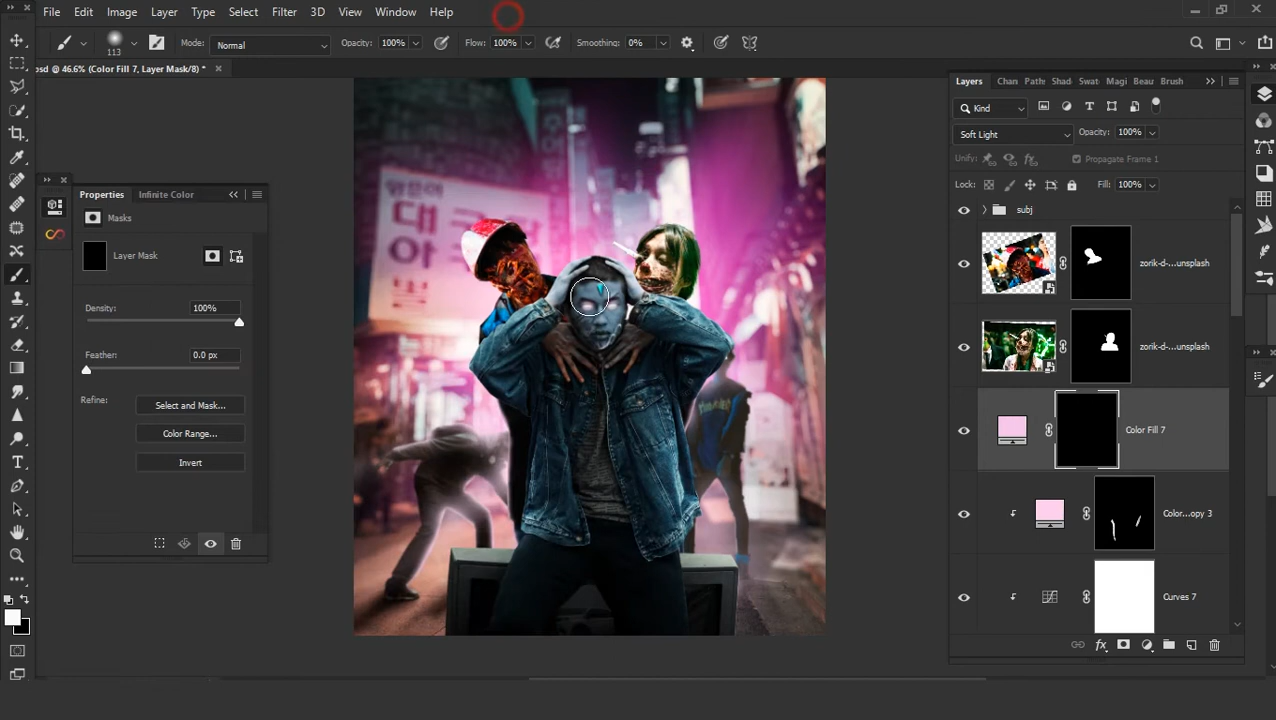 File Edit Image Layer Type Select Filter 3D View Window Help
113 Mode: Normal Opacity: 100% Flow: 100% Smoothing: 0%
psd @ 46.6% (Color Fill 7, Layer Mask/8) *
Layers Chan Pathe Shad Swat Magi Beau Brush
Kind
Soft Light Opacity: 100%
Unify: Propagate Frame 1
Lock: Fill: 100%
Properties Infinite Color
Masks
Layer Mask
Density: 100%
Feather: 0.0 px
Refine: Select and Mask...
Color Range...
Invert
대
아
subj
zorik-d-...unsplash
zorik-d-...unsplash
Color Fill 7
Color...opy 3
Curves 7